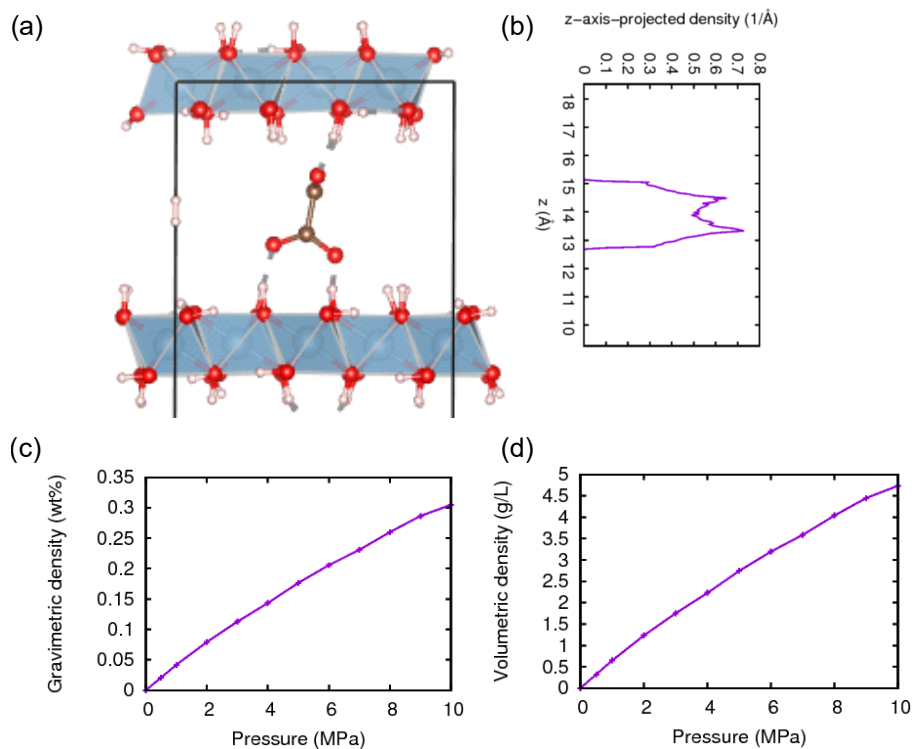 (a)
(b)
z−axis−projected density (1/Å)
0 0.1 0.2 0.3 0.4 0.5 0.6 0.7 0.8
18
17
16
15
14
13
12
11
10
z (Å)
(c)
0.35
0.3
0.25
0.2
0.15
0.1
0.05
0
Gravimetric density (wt%)
0 2 4 6 8 10
Pressure (MPa)
(d)
5
4.5
4
3.5
3
2.5
2
1.5
1
0.5
0
Volumetric density (g/L)
0 2 4 6 8 10
Pressure (MPa)